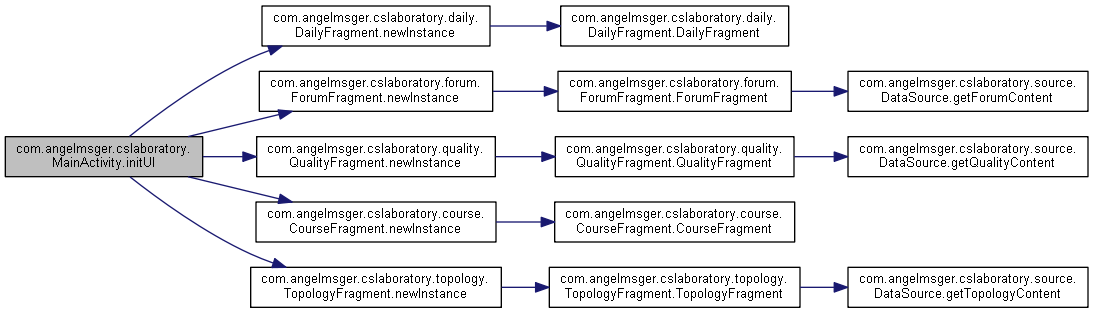 com.angelmsger.cslaboratory.daily.
DailyFragment.newInstance
com.angelmsger.cslaboratory.daily.
DailyFragment.DailyFragment
com.angelmsger.cslaboratory.forum.
ForumFragment.newInstance
com.angelmsger.cslaboratory.forum.
ForumFragment.ForumFragment
com.angelmsger.cslaboratory.source.
DataSource.getForumContent
com.angelmsger.cslaboratory.
MainActivity.initUI
com.angelmsger.cslaboratory.quality.
QualityFragment.newInstance
com.angelmsger.cslaboratory.quality.
QualityFragment.QualityFragment
com.angelmsger.cslaboratory.source.
DataSource.getQualityContent
com.angelmsger.cslaboratory.course.
CourseFragment.newInstance
com.angelmsger.cslaboratory.course.
CourseFragment.CourseFragment
com.angelmsger.cslaboratory.topology.
TopologyFragment.newInstance
com.angelmsger.cslaboratory.topology.
TopologyFragment.TopologyFragment
com.angelmsger.cslaboratory.source.
DataSource.getTopologyContent